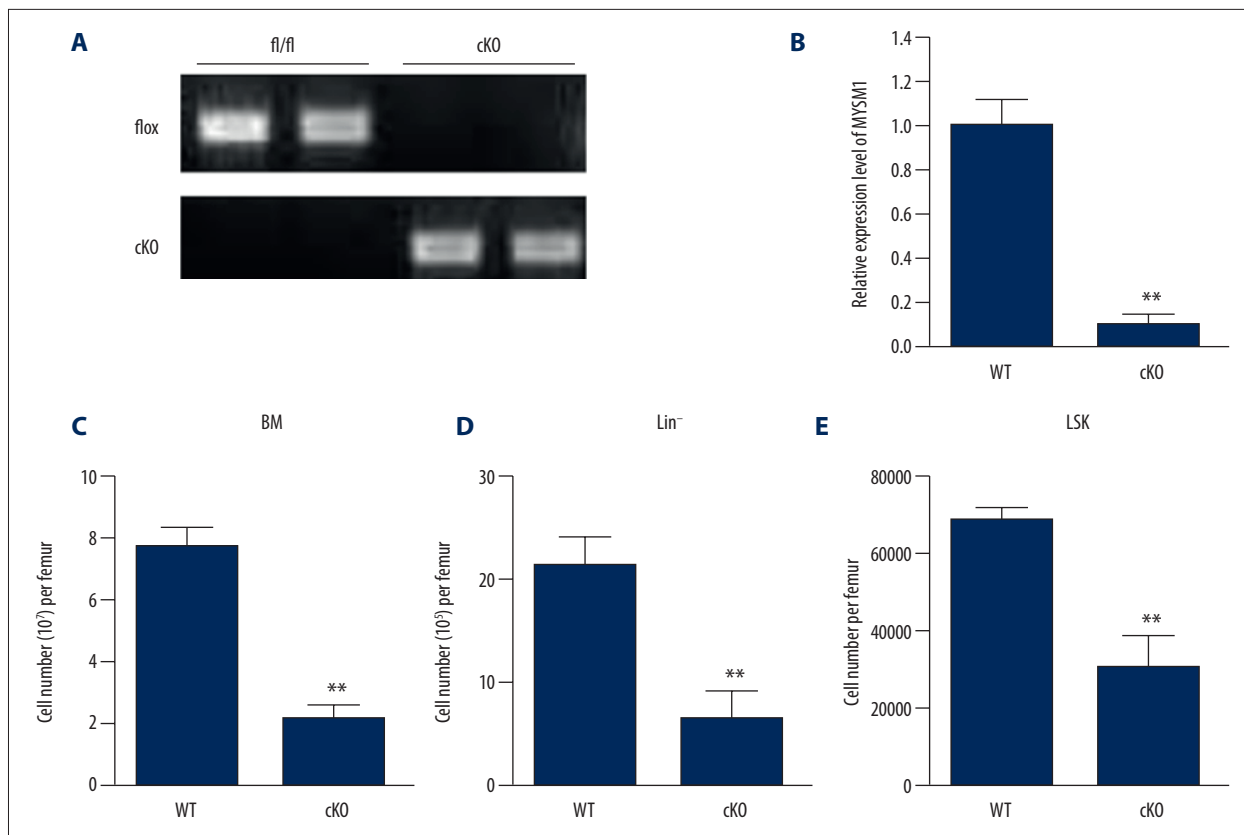 A
fl/fl cKO
flox
cKO
B
Relative expression level of MYSM1
1.4
1.2
1.0
0.8
0.6
0.4
0.2
0.0
**
WT cKO
C
BM
Cell number (10⁷) per femur
10
8
6
4
2
0
**
WT cKO
D
Lin⁻
Cell number (10⁵) per femur
30
20
10
0
**
WT cKO
E
LSK
Cell number per femur
80000
60000
40000
20000
0
**
WT cKO